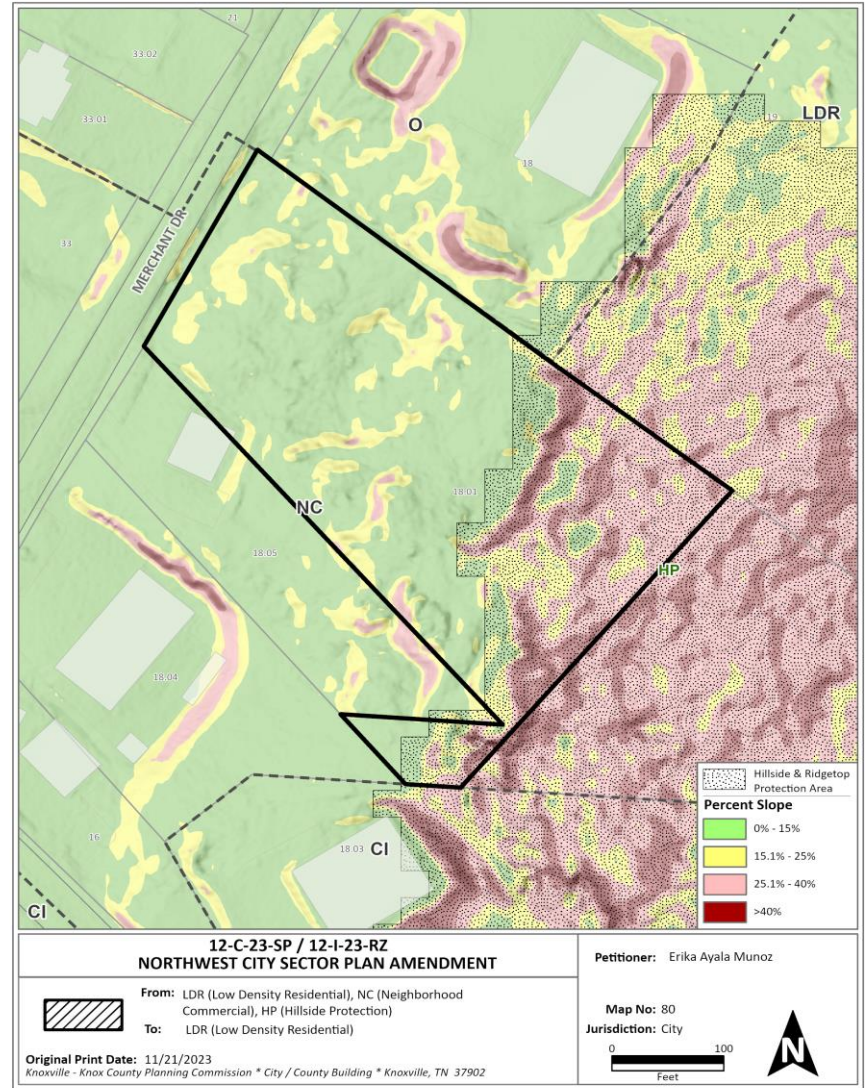 21
33.02
33.01
O
19
LDR
18
33
MERCHANT DR
18.01
NC
18.05
HP
18.04
Hillside & Ridgetop
Protection Area
Percent Slope
0% - 15%
15.1% - 25%
25.1% - 40%
>40%
16
18.03
CI
CI
12-C-23-SP / 12-I-23-RZ
NORTHWEST CITY SECTOR PLAN AMENDMENT
From: LDR (Low Density Residential), NC (Neighborhood
Commercial), HP (Hillside Protection)
To: LDR (Low Density Residential)
Original Print Date: 11/21/2023
Knoxville - Knox County Planning Commission * City / County Building * Knoxville, TN 37902
Petitioner: Erika Ayala Munoz
Map No: 80
Jurisdiction: City
0 100
Feet
N